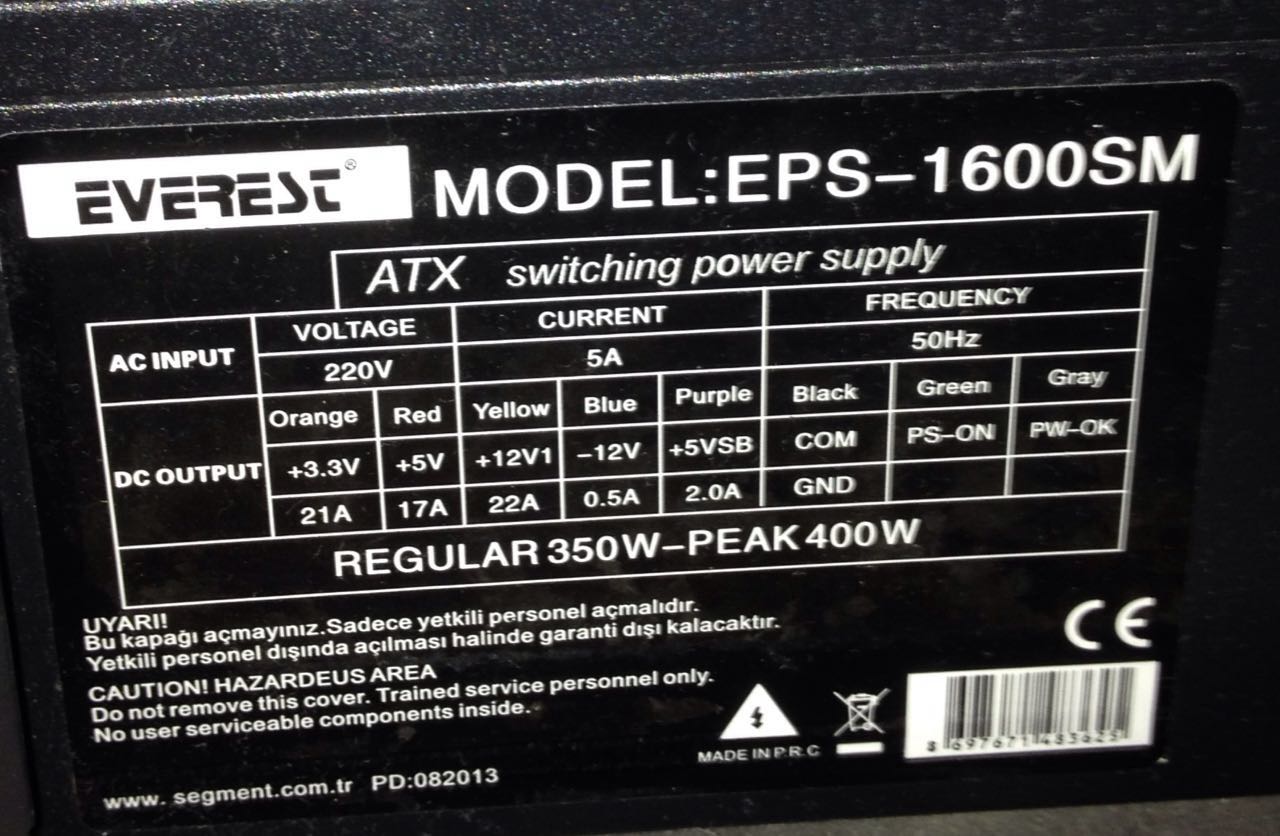 EVEREST®
MODEL:EPS-1600SM
ATX switching power supply
AC INPUT VOLTAGE CURRENT FREQUENCY
220V 5A 50Hz
DC OUTPUT Orange Red Yellow Blue Purple Black Green Gray
+3.3V +5V +12V1 -12V +5VSB COM PS-ON PW-OK
21A 17A 22A 0.5A 2.0A GND
REGULAR 350W-PEAK 400W
UYARI!
Bu kapağı açmayınız.Sadece yetkili personel açmalıdır.
Yetkili personel dışında açılması halinde garanti dışı kalacaktır.
CAUTION! HAZARDEUS AREA
Do not remove this cover. Trained service personnel only.
No user serviceable components inside.
CE
MADE IN P.R.C
www.segment.com.tr PD:082013